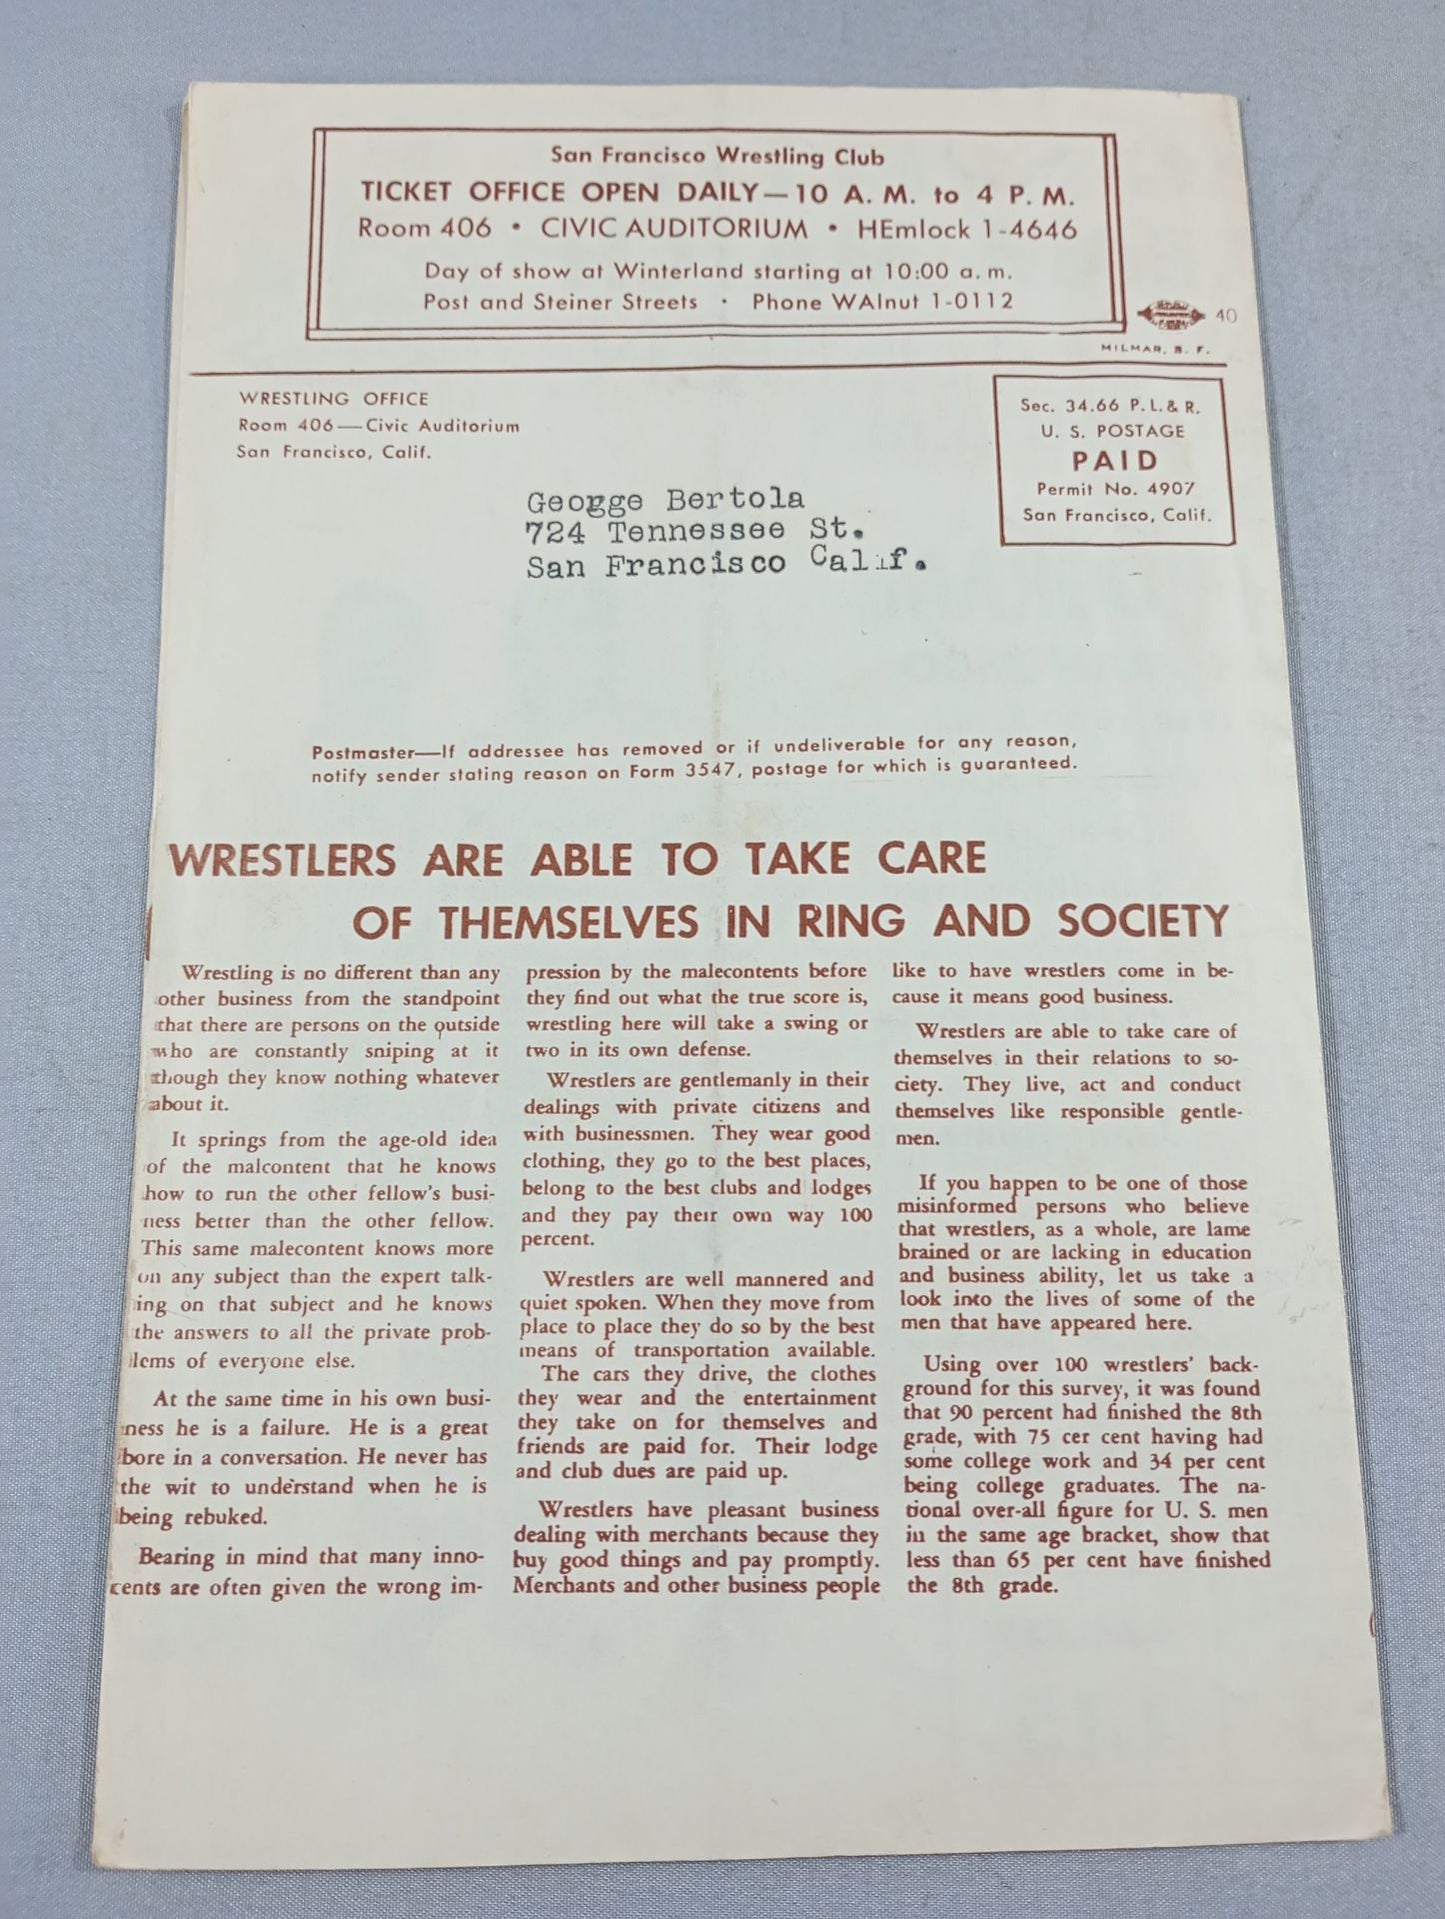 San Francisco Wrestling Club
TICKET OFFICE OPEN DAILY—10 A. M. to 4 P. M.
Room 406 • CIVIC AUDITORIUM • HEmlock 1-4646
Day of show at Winterland starting at 10:00 a. m.
Post and Steiner Streets • Phone WAlnut 1-0112
40
MILMAR, S. F.
WRESTLING OFFICE
Room 406—Civic Auditorium
San Francisco, Calif.
Sec. 34.66 P. L. & R.
U. S. POSTAGE
PAID
Permit No. 4907
San Francisco, Calif.
George Bertola
724 Tennessee St.
San Francisco Calif.
Postmaster—If addressee has removed or if undeliverable for any reason,
notify sender stating reason on Form 3547, postage for which is guaranteed.
WRESTLERS ARE ABLE TO TAKE CARE
OF THEMSELVES IN RING AND SOCIETY
Wrestling is no different than any
other business from the standpoint
that there are persons on the outside
who are constantly sniping at it
though they know nothing whatever
about it.
It springs from the age-old idea
of the malcontent that he knows
how to run the other fellow's busi-
ness better than the other fellow.
This same malecontent knows more
on any subject than the expert talk-
ing on that subject and he knows
the answers to all the private prob-
lems of everyone else.
At the same time in his own busi-
ness he is a failure. He is a great
bore in a conversation. He never has
the wit to understand when he is
being rebuked.
Bearing in mind that many inno-
cents are often given the wrong im-
pression by the malecontents before
they find out what the true score is,
wrestling here will take a swing or
two in its own defense.
Wrestlers are gentlemanly in their
dealings with private citizens and
with businessmen. They wear good
clothing, they go to the best places,
belong to the best clubs and lodges
and they pay their own way 100
percent.
Wrestlers are well mannered and
quiet spoken. When they move from
place to place they do so by the best
means of transportation available.
The cars they drive, the clothes
they wear and the entertainment
they take on for themselves and
friends are paid for. Their lodge
and club dues are paid up.
Wrestlers have pleasant business
dealing with merchants because they
buy good things and pay promptly.
Merchants and other business people
like to have wrestlers come in be-
cause it means good business.
Wrestlers are able to take care of
themselves in their relations to so-
ciety. They live, act and conduct
themselves like responsible gentle-
men.
If you happen to be one of those
misinformed persons who believe
that wrestlers, as a whole, are lame
brained or are lacking in education
and business ability, let us take a
look into the lives of some of the
men that have appeared here.
Using over 100 wrestlers' back-
ground for this survey, it was found
that 90 percent had finished the 8th
grade, with 75 cer cent having had
some college work and 34 per cent
being college graduates. The na-
tional over-all figure for U. S. men
in the same age bracket, show that
less than 65 per cent have finished
the 8th grade.